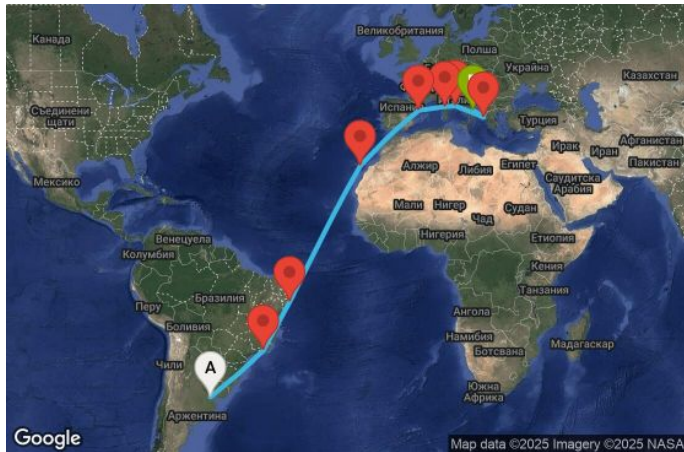 Канада
Великобритания
Полша
Украйна
Казахстан
Съединени
щати
Испани
Турция
Афганистан
Ирак
Иран
Пакистан
Алжир
Либия
Египет
Саудитска
Арабия
Мексико
Мали
Нигер
Чад
Судан
Венецуела
Нигерия
Етиопия
Колумбия
Кения
Бразилия
Танзания
Перу
Ангола
Боливия
Намибия
Мадагаскар
Ботсвана
A
Чили
Южна
Африка
Аржентина
Google
Map data ©2025 Imagery ©2025 NASA